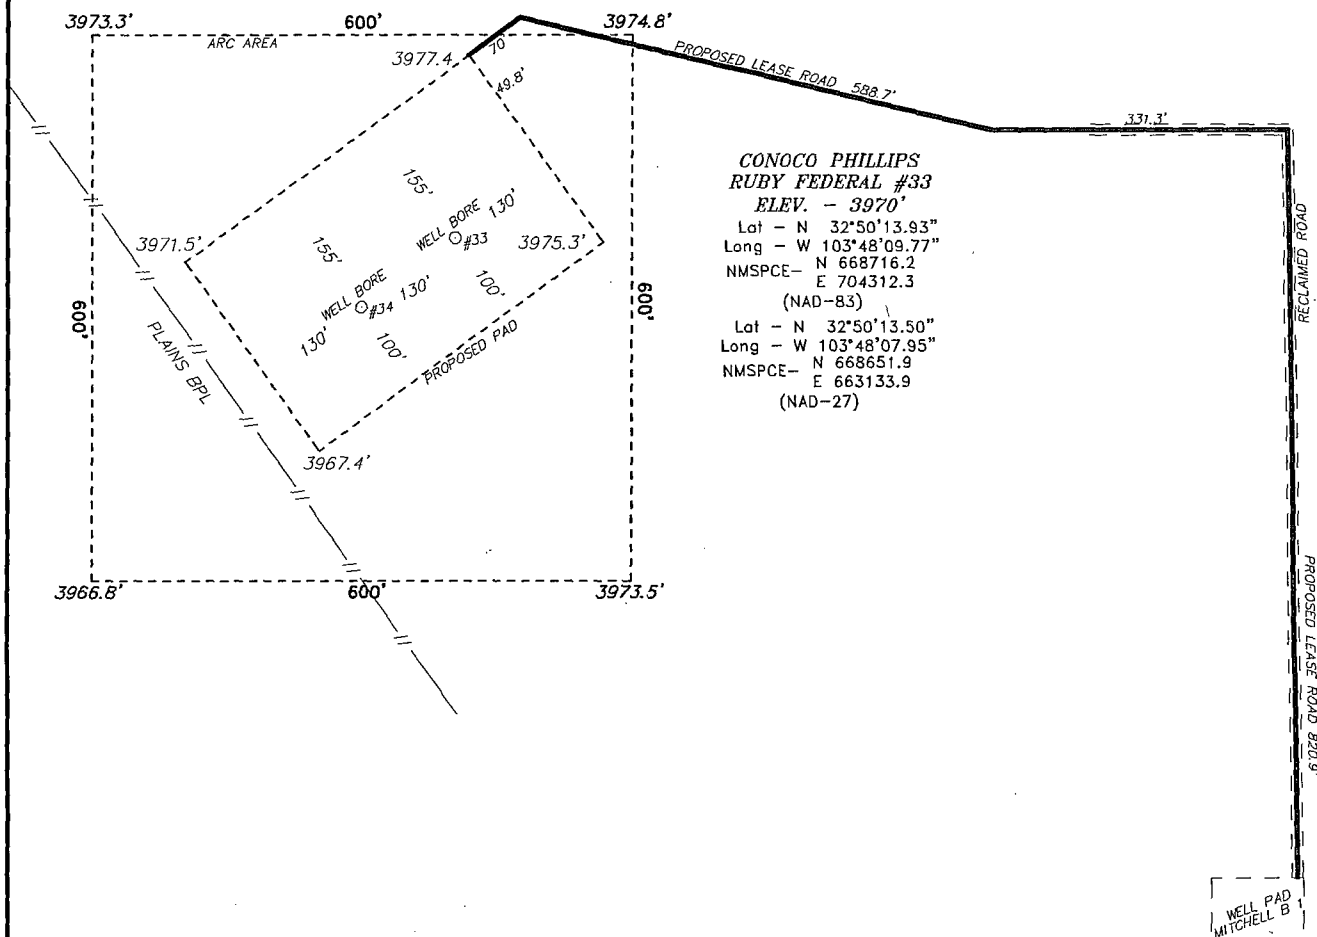 3973.3' 600' 3974.8'
ARC AREA
3977.4
70'
49.8'
PROPOSED LEASE ROAD 588.7'
331.3'
CONOCO PHILLIPS
RUBY FEDERAL #33
ELEV. - 3970'
Lat - N 32°50'13.93"
Long - W 103°48'09.77"
NMSPCE- N 668716.2
E 704312.3
(NAD-83)
Lat - N 32°50'13.50"
Long - W 103°48'07.95"
NMSPCE- N 668651.9
E 663133.9
(NAD-27)
155'
WELL BORE
130'
#33
3975.3'
3971.5'
155'
WELL BORE
#34
130'
100'
130'
100'
PROPOSED PAD
600'
600'
PLAINS BPL
3967.4'
3966.8' 600' 3973.5'
RECLAIMED ROAD
PROPOSED LEASE ROAD 820.9'
WELL PAD
MITCHELL B 1